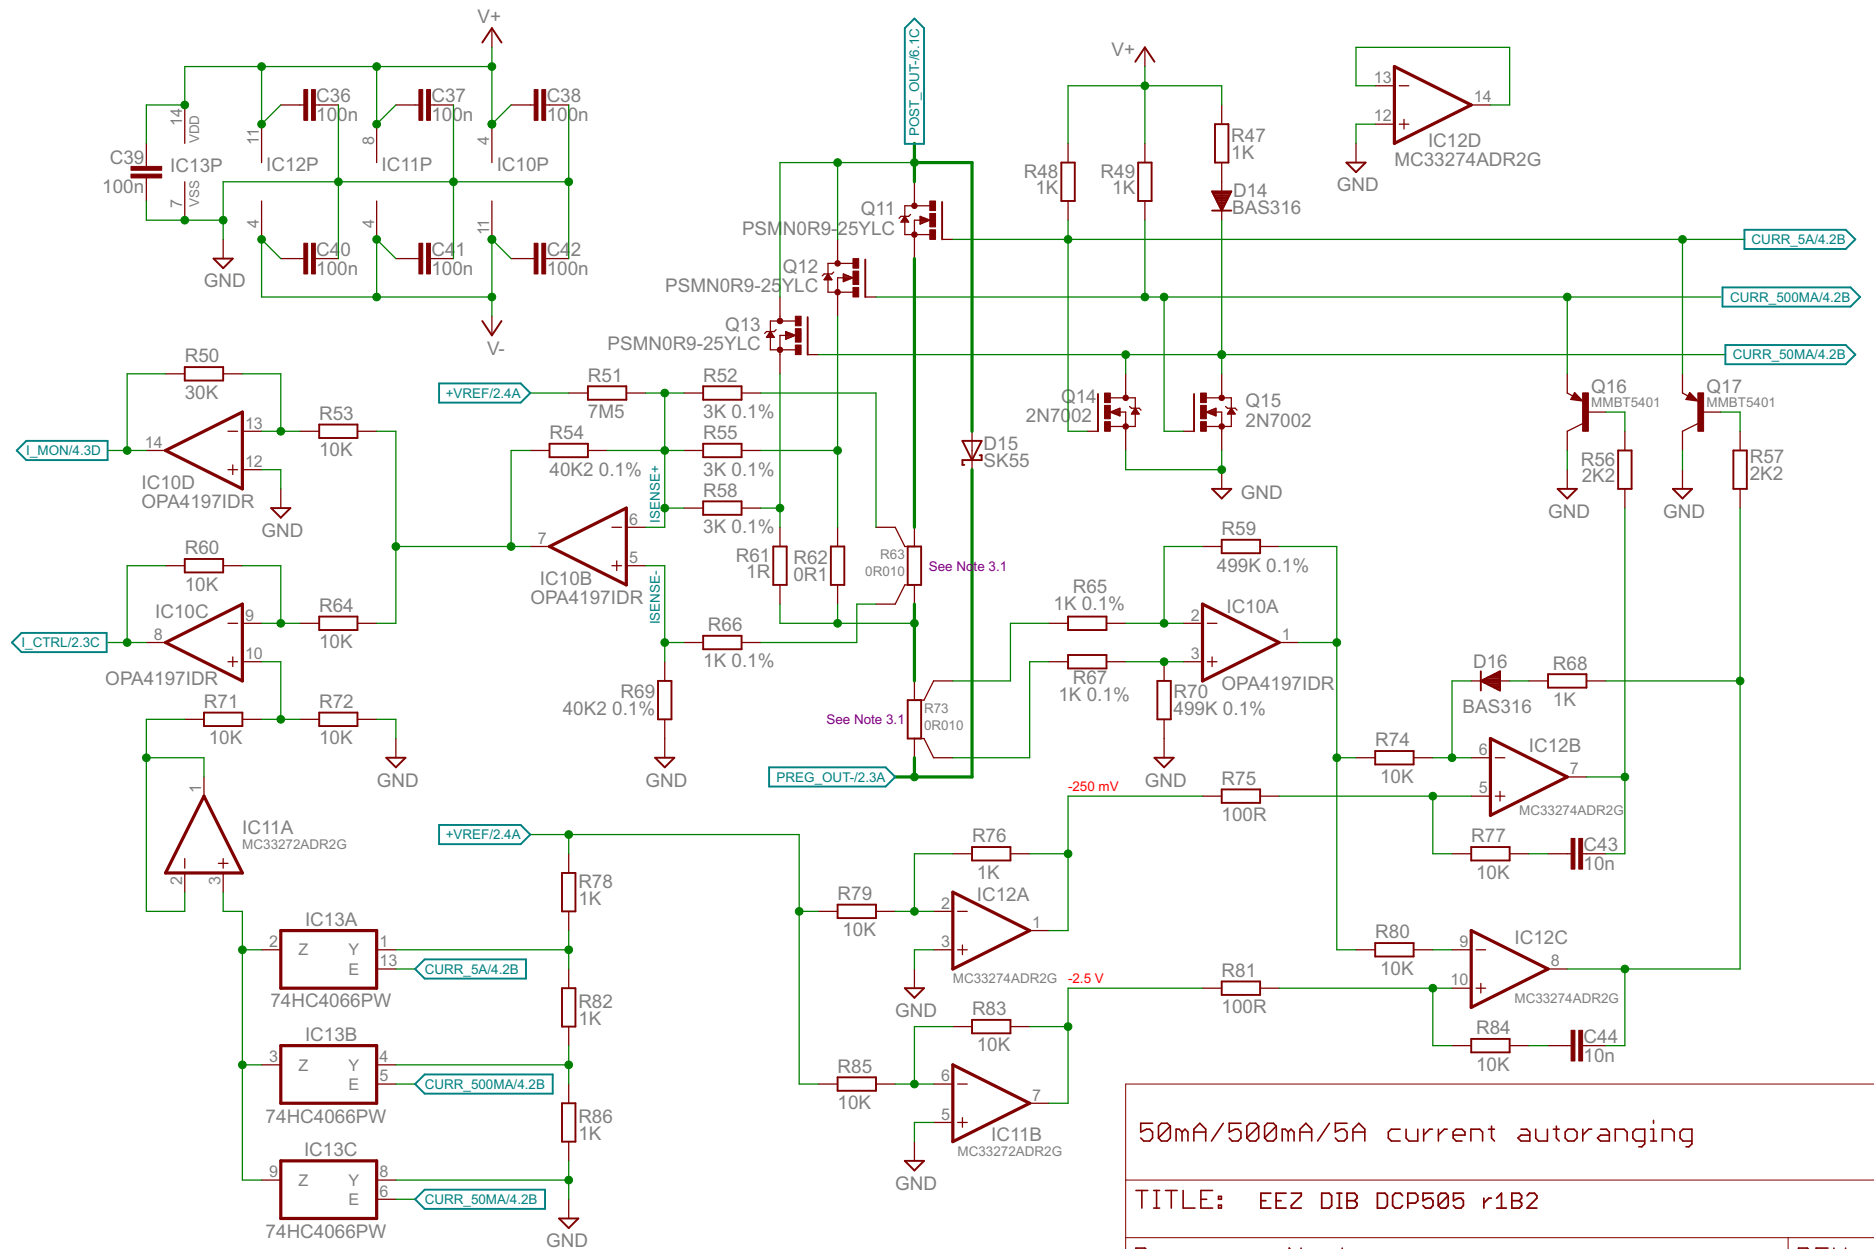 V+
C36
100n
C37
100n
C38
100n
14
VDD
11
8
4
C39
100n
IC13P
IC12P
IC11P
IC10P
7
VSS
4
4
11
GND
C40
100n
C41
100n
C42
100n
V-
POST_OUT-/6.1C
V+
R48
1K
R49
1K
R47
1K
D14
BAS316
13
12
14
IC12D
MC33274ADR2G
GND
Q11
PSMN0R9-25YLC
Q12
PSMN0R9-25YLC
Q13
PSMN0R9-25YLC
CURR_5A/4.2B
CURR_500MA/4.2B
CURR_50MA/4.2B
R50
30K
R53
10K
13
12
14
I_MON/4.3D
IC10D
OPA4197IDR
GND
+VREF/2.4A
R51
7M5
R52
3K 0.1%
R54
40K2 0.1%
R55
3K 0.1%
R58
3K 0.1%
ISENSE+
ISENSE-
7
6
5
IC10B
OPA4197IDR
R61
1R
R62
0R1
R63
0R010
See Note 3.1
D15
SK55
Q14
2N7002
Q15
2N7002
GND
Q16
MMBT5401
Q17
MMBT5401
R56
2K2
R57
2K2
GND
GND
R60
10K
IC10C
R64
10K
9
10
8
I_CTRL/2.3C
OPA4197IDR
R66
1K 0.1%
R69
40K2 0.1%
GND
R71
10K
R72
10K
GND
R73
0R010
See Note 3.1
PREG_OUT-/2.3A
R59
499K 0.1%
R65
1K 0.1%
R67
1K 0.1%
IC10A
2
3
1
OPA4197IDR
R70
499K 0.1%
GND
D16
BAS316
R68
1K
R74
10K
IC12B
6
5
7
MC33274ADR2G
R77
10K
C43
10n
-250 mV
R75
100R
1
2
3
IC11A
MC33272ADR2G
+VREF/2.4A
R78
1K
R82
1K
R86
1K
GND
IC13A
2
Z
Y
E
1
13
CURR_5A/4.2B
74HC4066PW
IC13B
3
Z
Y
E
4
5
CURR_500MA/4.2B
74HC4066PW
IC13C
9
Z
Y
E
8
6
CURR_50MA/4.2B
74HC4066PW
R79
10K
R76
1K
IC12A
2
3
1
MC33274ADR2G
GND
-2.5 V
R81
100R
R83
10K
R85
10K
6
5
7
IC11B
MC33272ADR2G
GND
R80
10K
IC12C
9
10
8
MC33274ADR2G
R84
10K
C44
10n
50mA/500mA/5A current autoranging
TITLE: EEZ DIB DCP505 r1B2